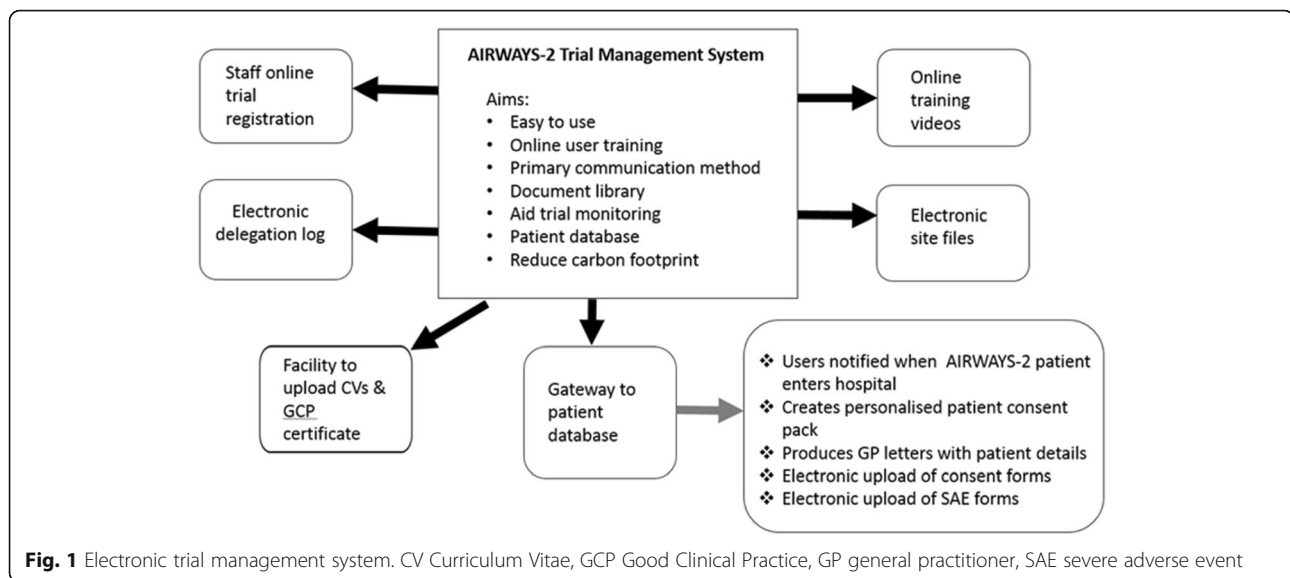 AIRWAYS-2 Trial Management System
Aims:
• Easy to use
• Online user training
• Primary communication method
• Document library
• Aid trial monitoring
• Patient database
• Reduce carbon footprint
Staff online
trial
registration
Online
training
videos
Electronic
delegation log
Electronic
site files
Facility to
upload CVs &
GCP
certificate
Gateway to
patient
database
❖ Users notified when AIRWAYS-2 patient
enters hospital
❖ Creates personalised patient consent
pack
❖ Produces GP letters with patient details
❖ Electronic upload of consent forms
❖ Electronic upload of SAE forms
Fig. 1 Electronic trial management system. CV Curriculum Vitae, GCP Good Clinical Practice, GP general practitioner, SAE severe adverse event